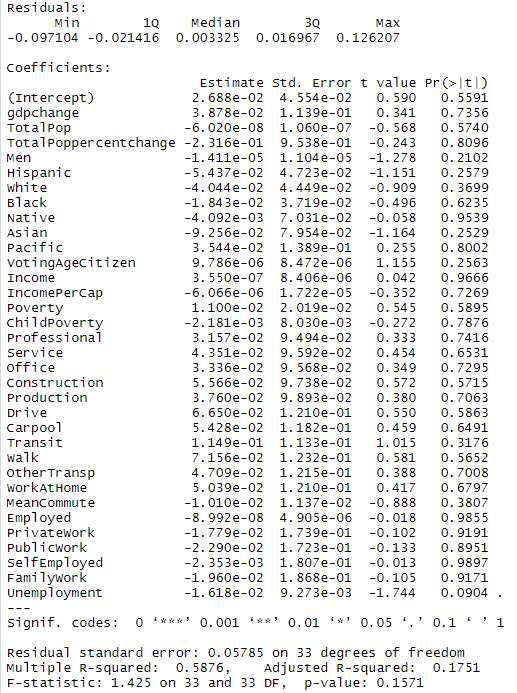 Residuals:
      Min        1Q    Median        3Q       Max
-0.097104 -0.021416  0.003325  0.016967  0.126207
Coefficients:
                        Estimate Std. Error t value Pr(>|t|)
(Intercept)            2.688e-02  4.554e-02   0.590   0.5591
gdpchange              3.878e-02  1.139e-01   0.341   0.7356
TotalPop              -6.020e-08  1.060e-07  -0.568   0.5740
TotalPoppercentchange -2.316e-01  9.538e-01  -0.243   0.8096
Men                   -1.411e-05  1.104e-05  -1.278   0.2102
Hispanic              -5.437e-02  4.723e-02  -1.151   0.2579
White                 -4.044e-02  4.449e-02  -0.909   0.3699
Black                 -1.843e-02  3.719e-02  -0.496   0.6235
Native                -4.092e-03  7.031e-02  -0.058   0.9539
Asian                 -9.256e-02  7.954e-02  -1.164   0.2529
Pacific                3.544e-02  1.389e-01   0.255   0.8002
VotingAgeCitizen       9.786e-06  8.472e-06   1.155   0.2563
Income                 3.550e-07  8.406e-06   0.042   0.9666
IncomePerCap          -6.066e-06  1.722e-05  -0.352   0.7269
Poverty                1.100e-02  2.019e-02   0.545   0.5895
ChildPoverty          -2.181e-03  8.030e-03  -0.272   0.7876
Professional           3.157e-02  9.494e-02   0.333   0.7416
Service                4.351e-02  9.592e-02   0.454   0.6531
Office                 3.336e-02  9.568e-02   0.349   0.7295
Construction           5.566e-02  9.738e-02   0.572   0.5715
Production             3.760e-02  9.893e-02   0.380   0.7063
Drive                  6.650e-02  1.210e-01   0.550   0.5863
Carpool                5.428e-02  1.182e-01   0.459   0.6491
Transit                1.149e-01  1.133e-01   1.015   0.3176
Walk                   7.156e-02  1.232e-01   0.581   0.5652
OtherTransp            4.709e-02  1.215e-01   0.388   0.7008
WorkAtHome             5.039e-02  1.210e-01   0.417   0.6797
MeanCommute           -1.010e-02  1.137e-02  -0.888   0.3807
Employed              -8.992e-08  4.905e-06  -0.018   0.9855
PrivateWork           -1.779e-02  1.739e-01  -0.102   0.9191
PublicWork            -2.290e-02  1.723e-01  -0.133   0.8951
SelfEmployed          -2.353e-03  1.807e-01  -0.013   0.9897
FamilyWork            -1.960e-02  1.868e-01  -0.105   0.9171
Unemployment          -1.618e-02  9.273e-03  -1.744   0.0904 .
---
Signif. codes:  0 ‘***’ 0.001 ‘**’ 0.01 ‘*’ 0.05 ‘.’ 0.1 ‘ ’ 1
Residual standard error: 0.05785 on 33 degrees of freedom
Multiple R-squared:  0.5876,    Adjusted R-squared:  0.1751
F-statistic: 1.425 on 33 and 33 DF,  p-value: 0.1571